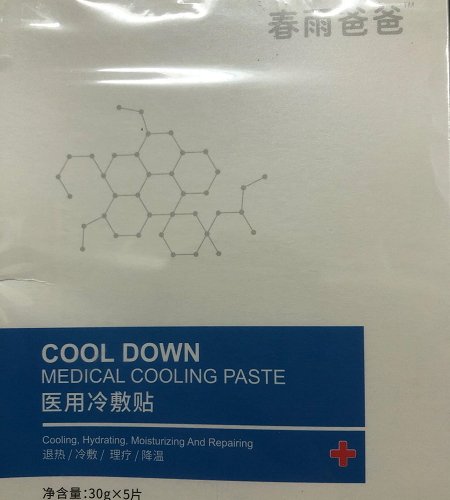 春雨爸爸
COOL DOWN
MEDICAL COOLING PASTE
医用冷敷贴
Cooling, Hydrating, Moisturizing And Repairing
退热 / 冷敷 / 理疗 / 降温
净含量:30g×5片